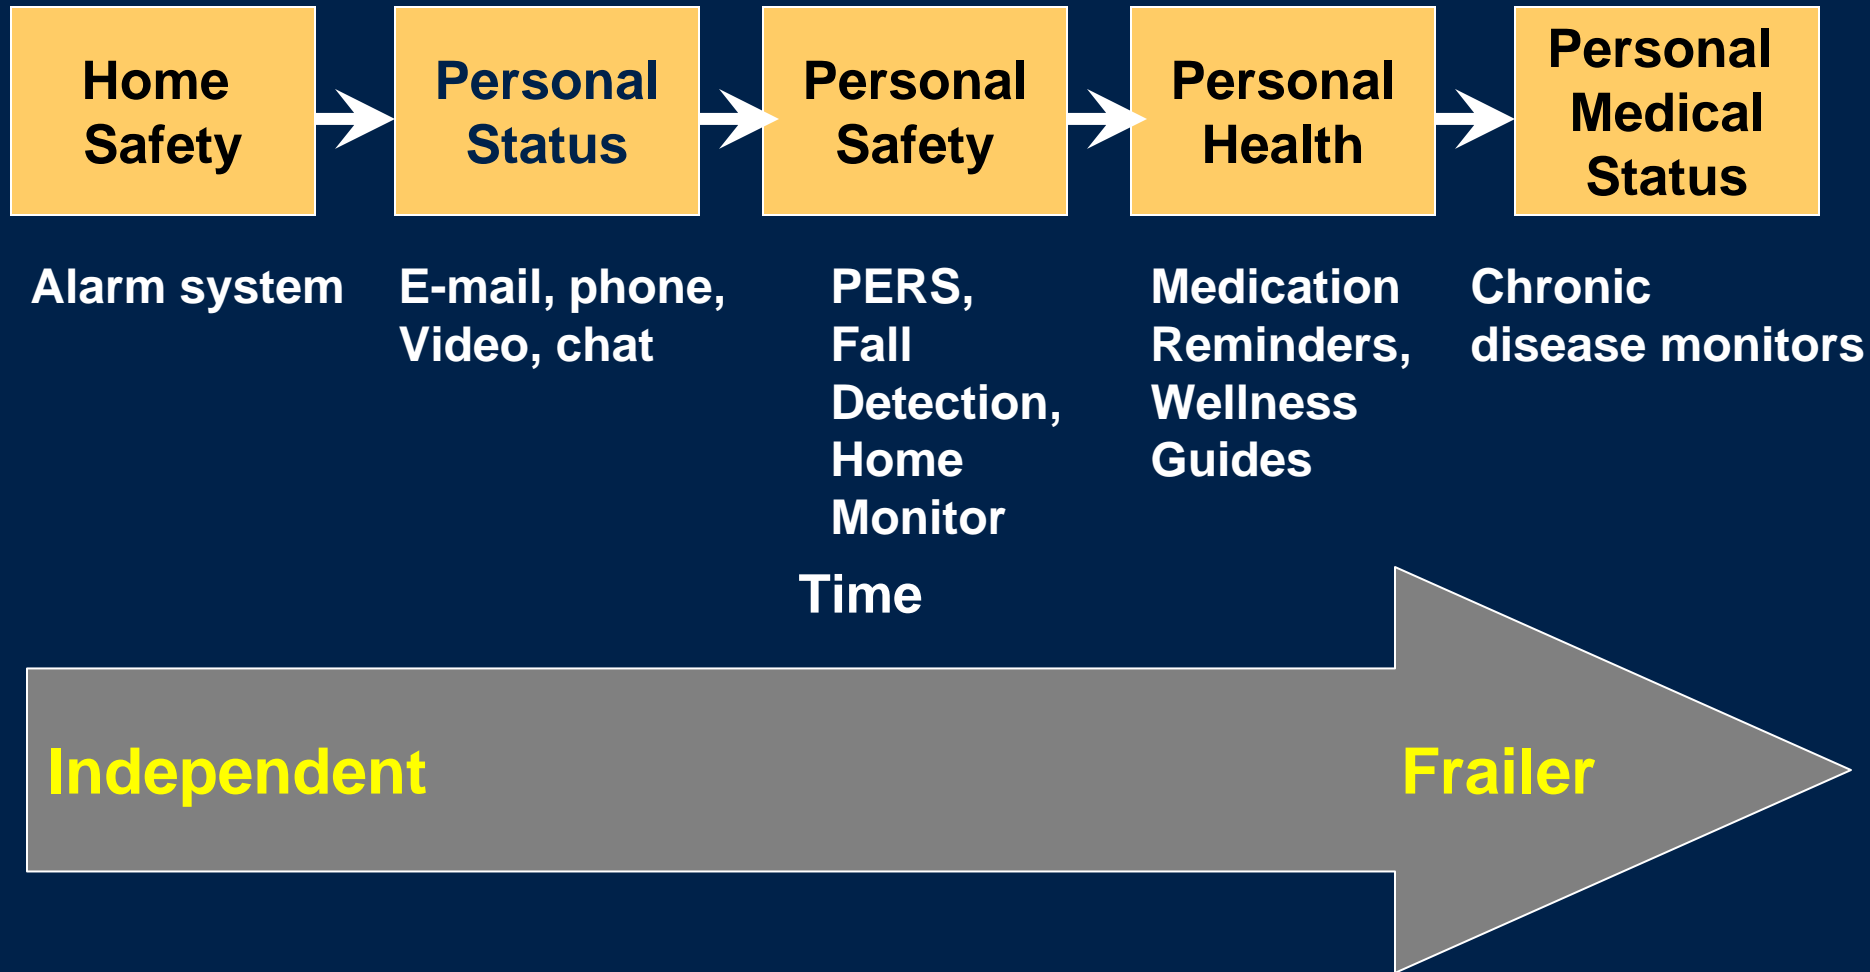 Home
Safety
Personal
Status
Personal
Safety
Personal
Health
Personal
Medical
Status
Alarm system
E-mail, phone,
Video, chat
PERS,
Fall
Detection,
Home
Monitor
Medication
Reminders,
Wellness
Guides
Chronic
disease monitors
Time
Independent
Frailer